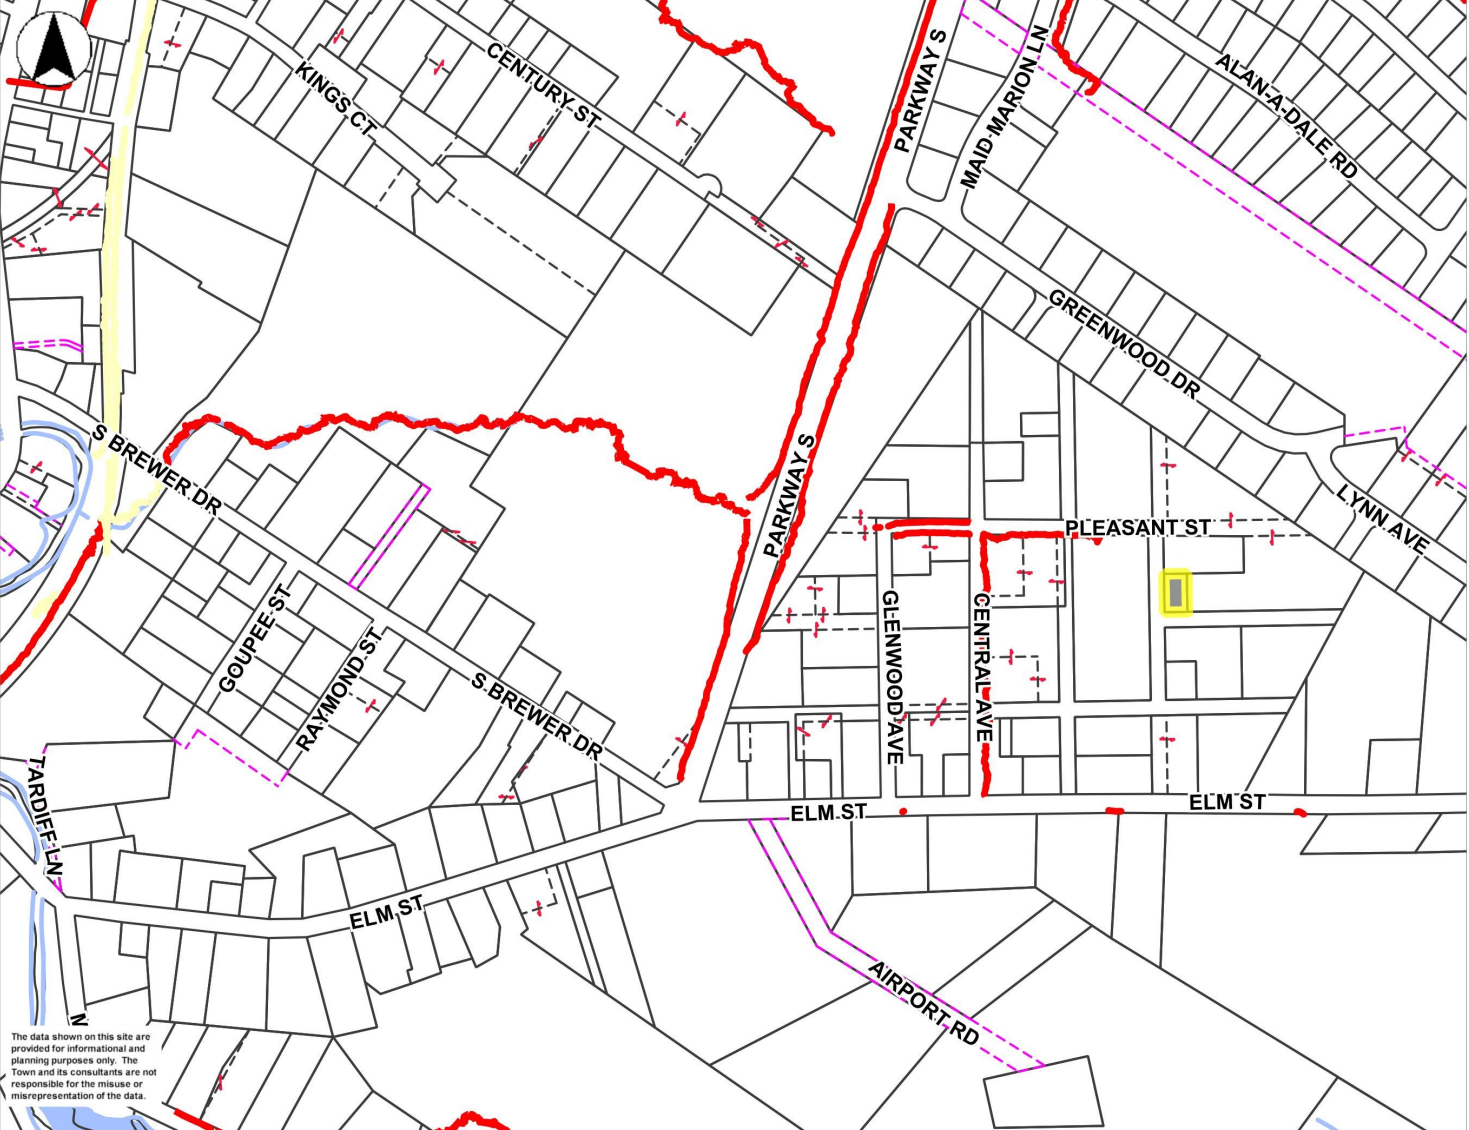 KINGS CT
CENTURY ST
PARKWAY S
MAID MARION LN
ALAN-A-DALE RD
GREENWOOD DR
S BREWER DR
PARKWAY S
LYNN AVE
PLEASANT ST
GOUPEE ST
RAYMOND ST
GLENWOOD AVE
CENTRAL AVE
S BREWER DR
TARDIFF LN
ELM ST
ELM ST
ELM ST
AIRPORT RD
N
The data shown on this site are
provided for informational and
planning purposes only. The
Town and its consultants are not
responsible for the misuse or
misrepresentation of the data.